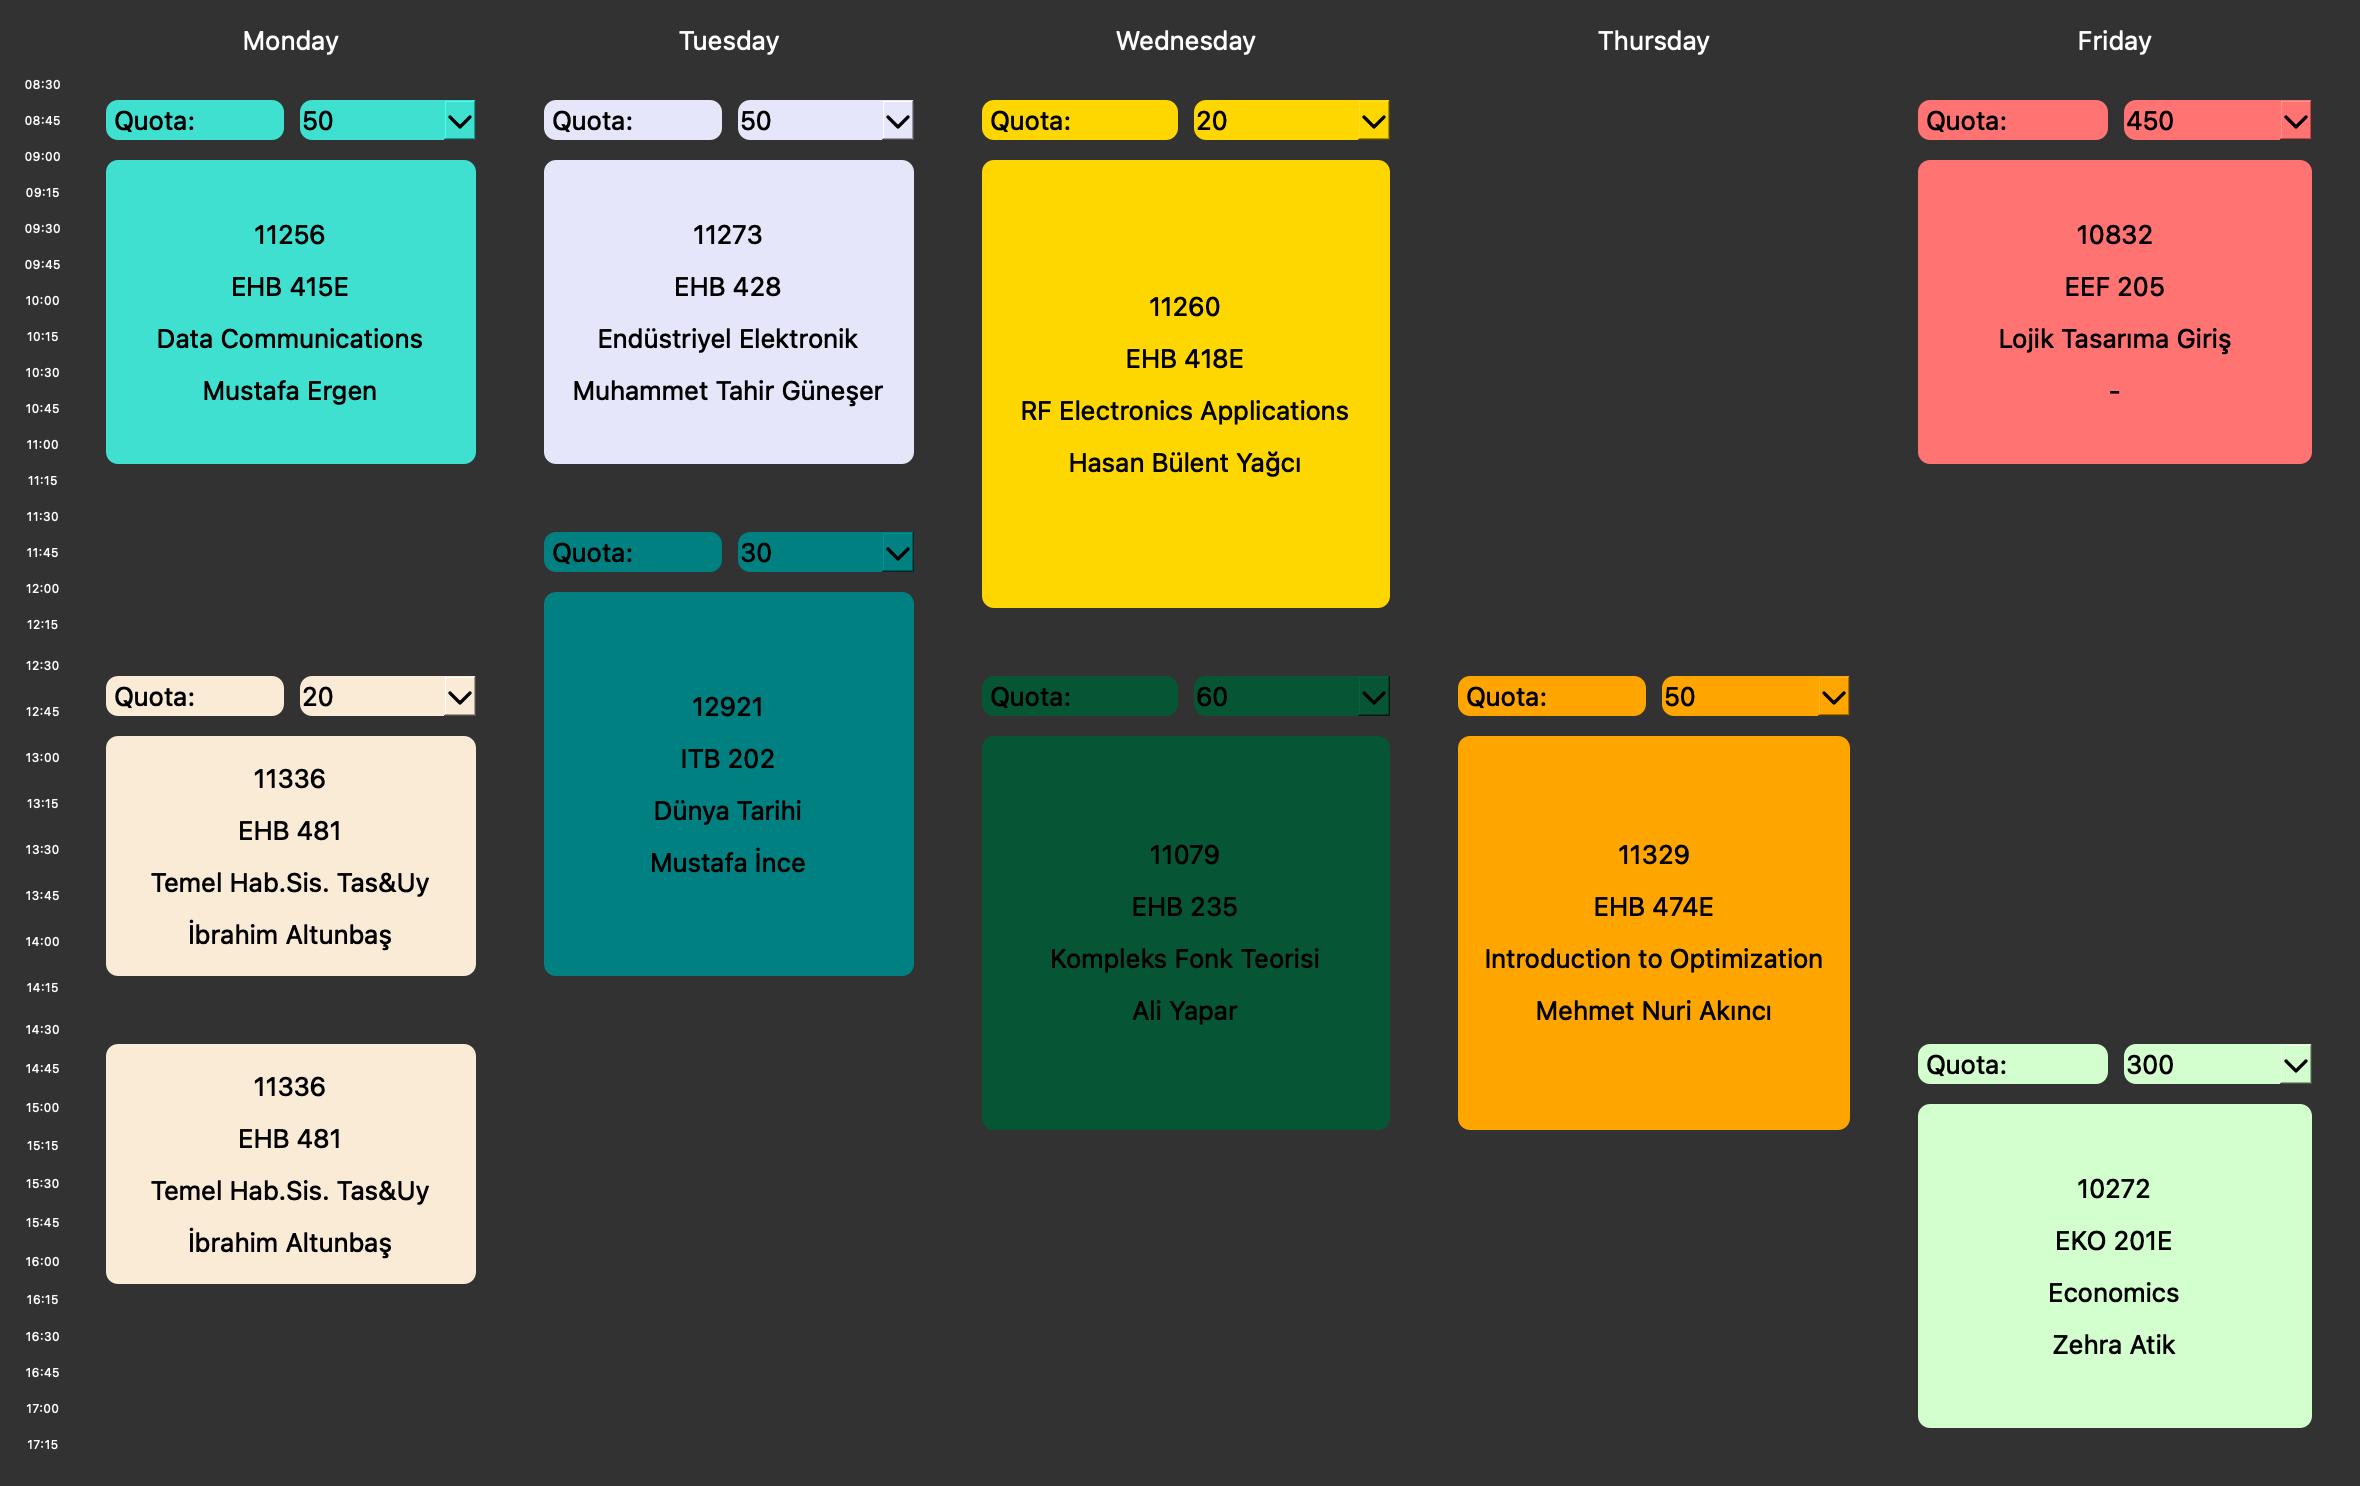 Monday
Tuesday
Wednesday
Thursday
Friday
08:30
08:45
09:00
09:15
09:30
09:45
10:00
10:15
10:30
10:45
11:00
11:15
11:30
11:45
12:00
12:15
12:30
12:45
13:00
13:15
13:30
13:45
14:00
14:15
14:30
14:45
15:00
15:15
15:30
15:45
16:00
16:15
16:30
16:45
17:00
17:15
Quota: 50
11256
EHB 415E
Data Communications
Mustafa Ergen
Quota: 20
11336
EHB 481
Temel Hab.Sis. Tas&Uy
İbrahim Altunbaş
11336
EHB 481
Temel Hab.Sis. Tas&Uy
İbrahim Altunbaş
Quota: 50
11273
EHB 428
Endüstriyel Elektronik
Muhammet Tahir Güneşer
Quota: 30
12921
ITB 202
Dünya Tarihi
Mustafa İnce
Quota: 20
11260
EHB 418E
RF Electronics Applications
Hasan Bülent Yağcı
Quota: 60
11079
EHB 235
Kompleks Fonk Teorisi
Ali Yapar
Quota: 50
11329
EHB 474E
Introduction to Optimization
Mehmet Nuri Akıncı
Quota: 450
10832
EEF 205
Lojik Tasarıma Giriş
-
Quota: 300
10272
EKO 201E
Economics
Zehra Atik